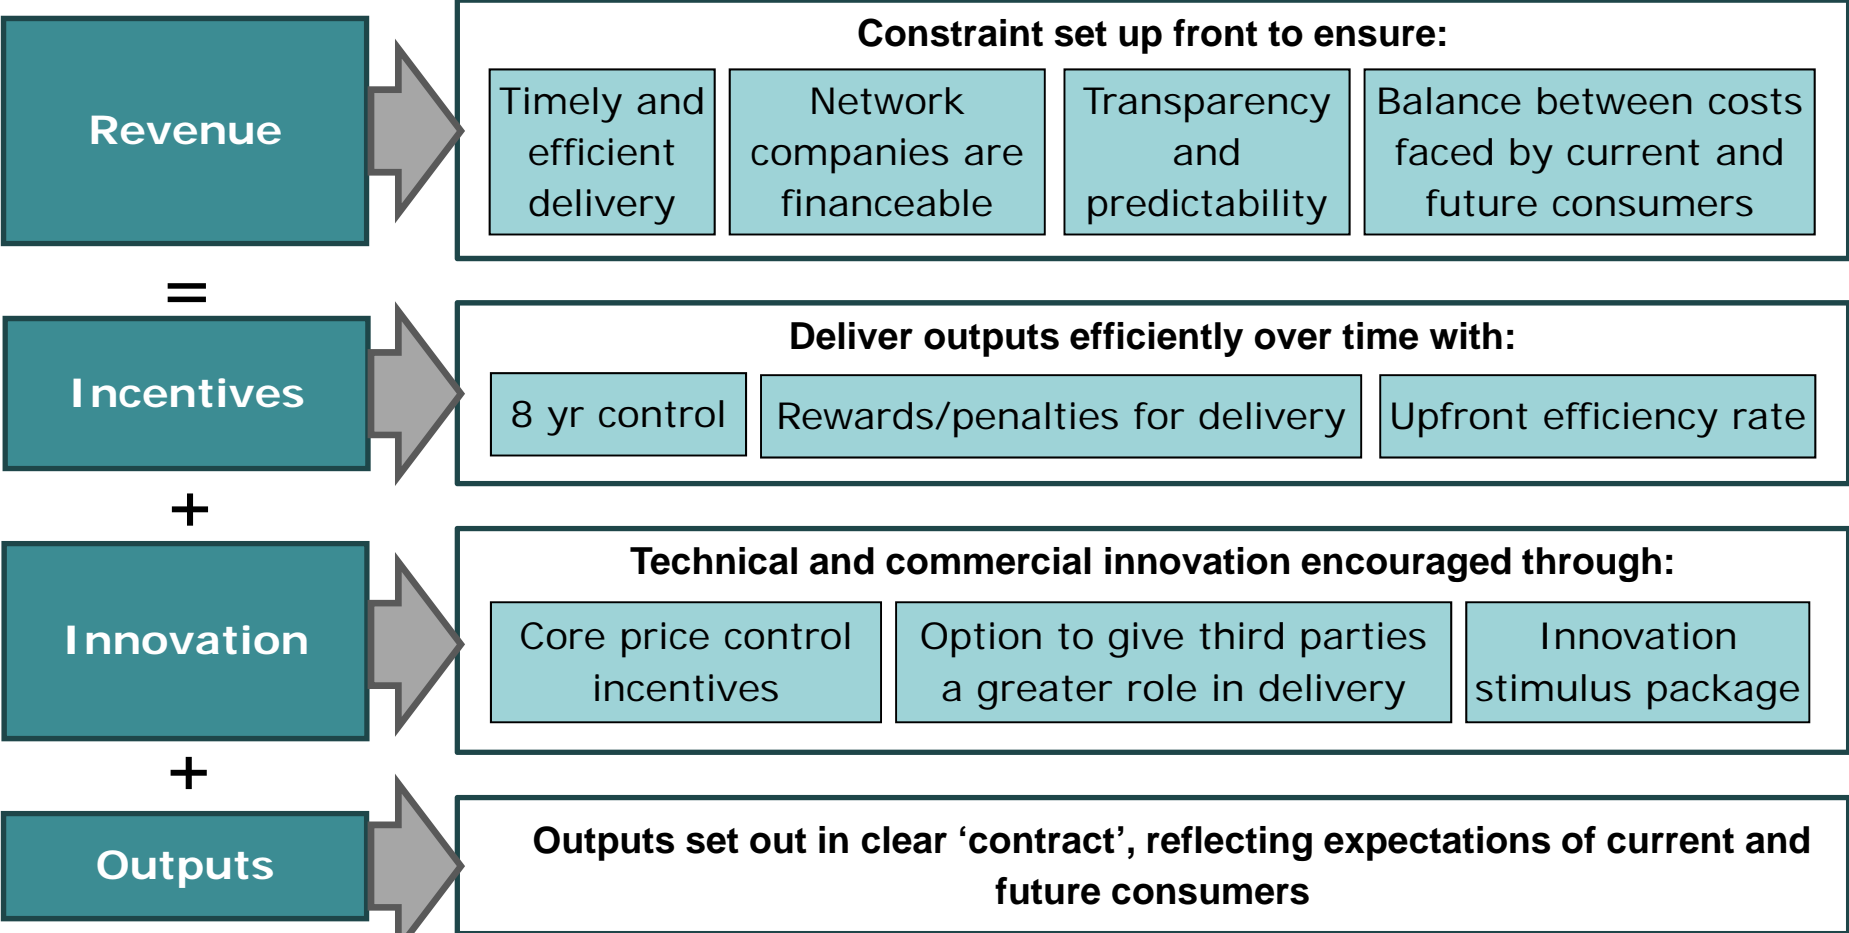 Revenue
Constraint set up front to ensure:
Timely and
efficient
delivery
Network
companies are
financeable
Transparency
and
predictability
Balance between costs
faced by current and
future consumers
=
Incentives
Deliver outputs efficiently over time with:
8 yr control
Rewards/penalties for delivery
Upfront efficiency rate
+
Innovation
Technical and commercial innovation encouraged through:
Core price control
incentives
Option to give third parties
a greater role in delivery
Innovation
stimulus package
+
Outputs
Outputs set out in clear ‘contract’, reflecting expectations of current and
future consumers